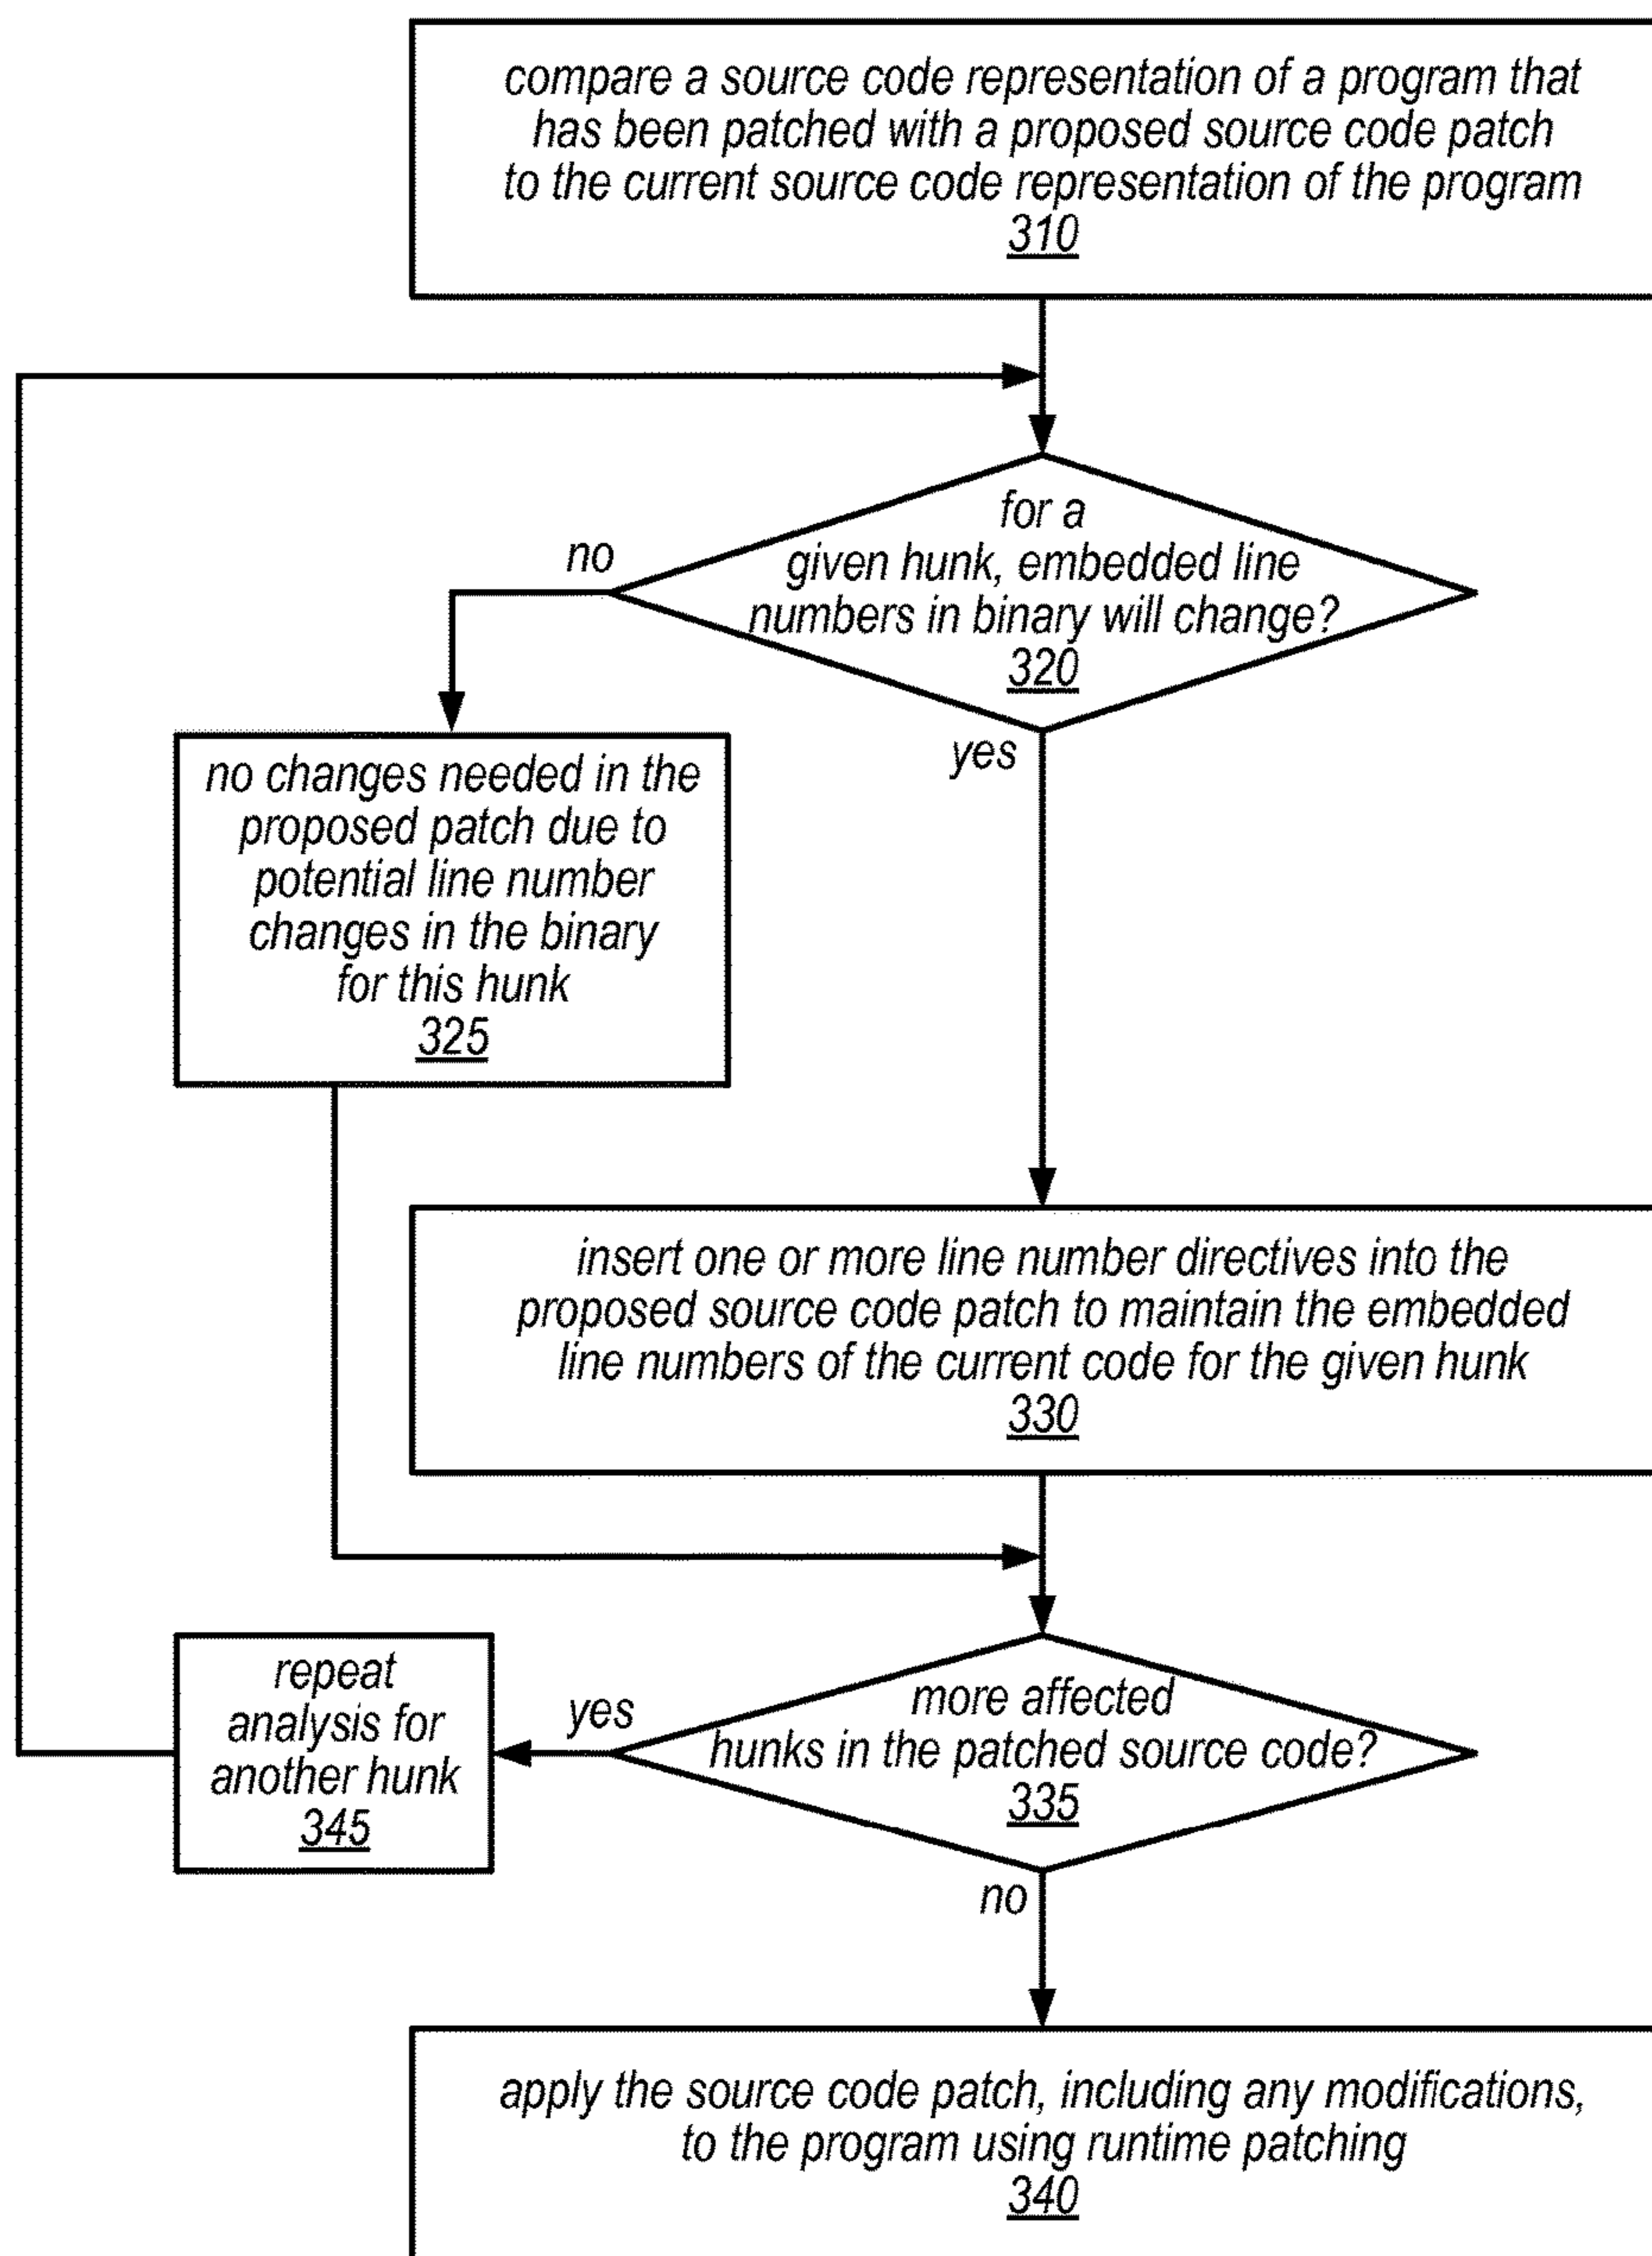 compare a source code representation of a program that
has been patched with a proposed source code patch
to the current source code representation of the program
310
for a
given hunk, embedded line
numbers in binary will change?
320
no
yes
no changes needed in the
proposed patch due to
potential line number
changes in the binary
for this hunk
325
insert one or more line number directives into the
proposed source code patch to maintain the embedded
line numbers of the current code for the given hunk
330
more affected
hunks in the patched source code?
335
yes
repeat
analysis for
another hunk
345
no
apply the source code patch, including any modifications,
to the program using runtime patching
340